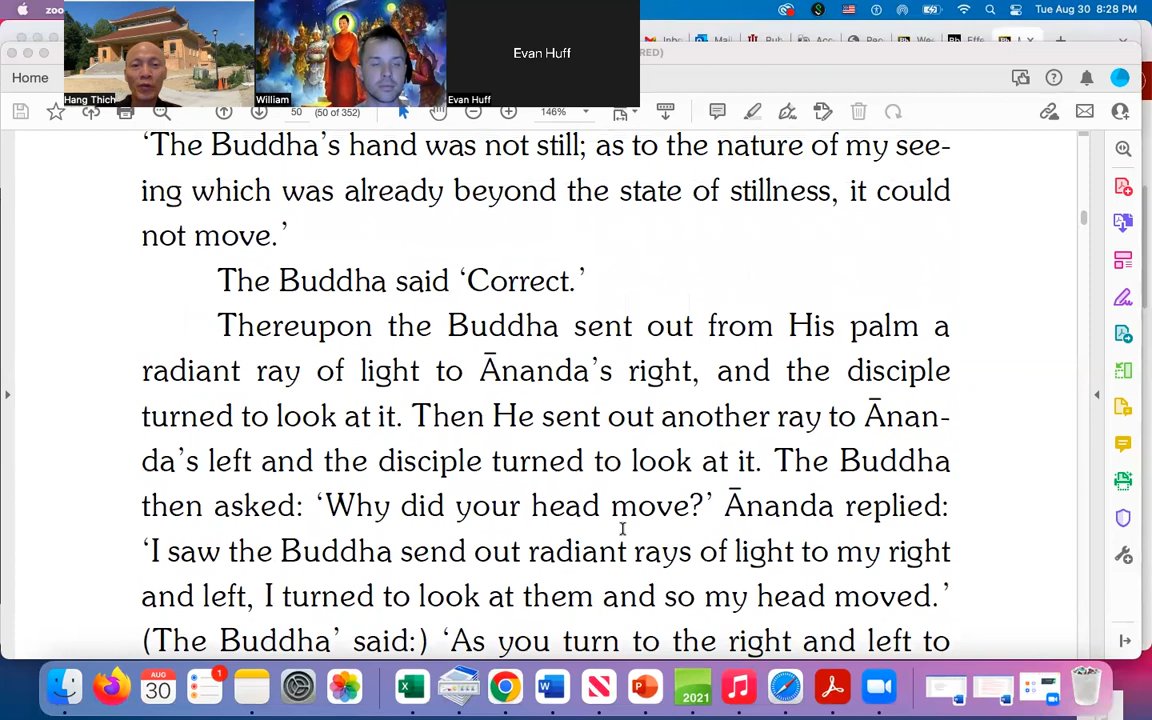 zoo
Tue Aug 30 8:28 PM
Evan Huff
Hang Thich
William
Evan Huff
RED)
Home
50 (50 of 352)
146%
‘The Buddha’s hand was not still; as to the nature of my see-
ing which was already beyond the state of stillness, it could
not move.’
The Buddha said ‘Correct.’
Thereupon the Buddha sent out from His palm a
radiant ray of light to Ānanda’s right, and the disciple
turned to look at it. Then He sent out another ray to Ānan-
da’s left and the disciple turned to look at it. The Buddha
then asked: ‘Why did your head move?’ Ānanda replied:
‘I saw the Buddha send out radiant rays of light to my right
and left, I turned to look at them and so my head moved.’
(The Buddha’ said:) ‘As you turn to the right and left to
AUG
30
1
2021